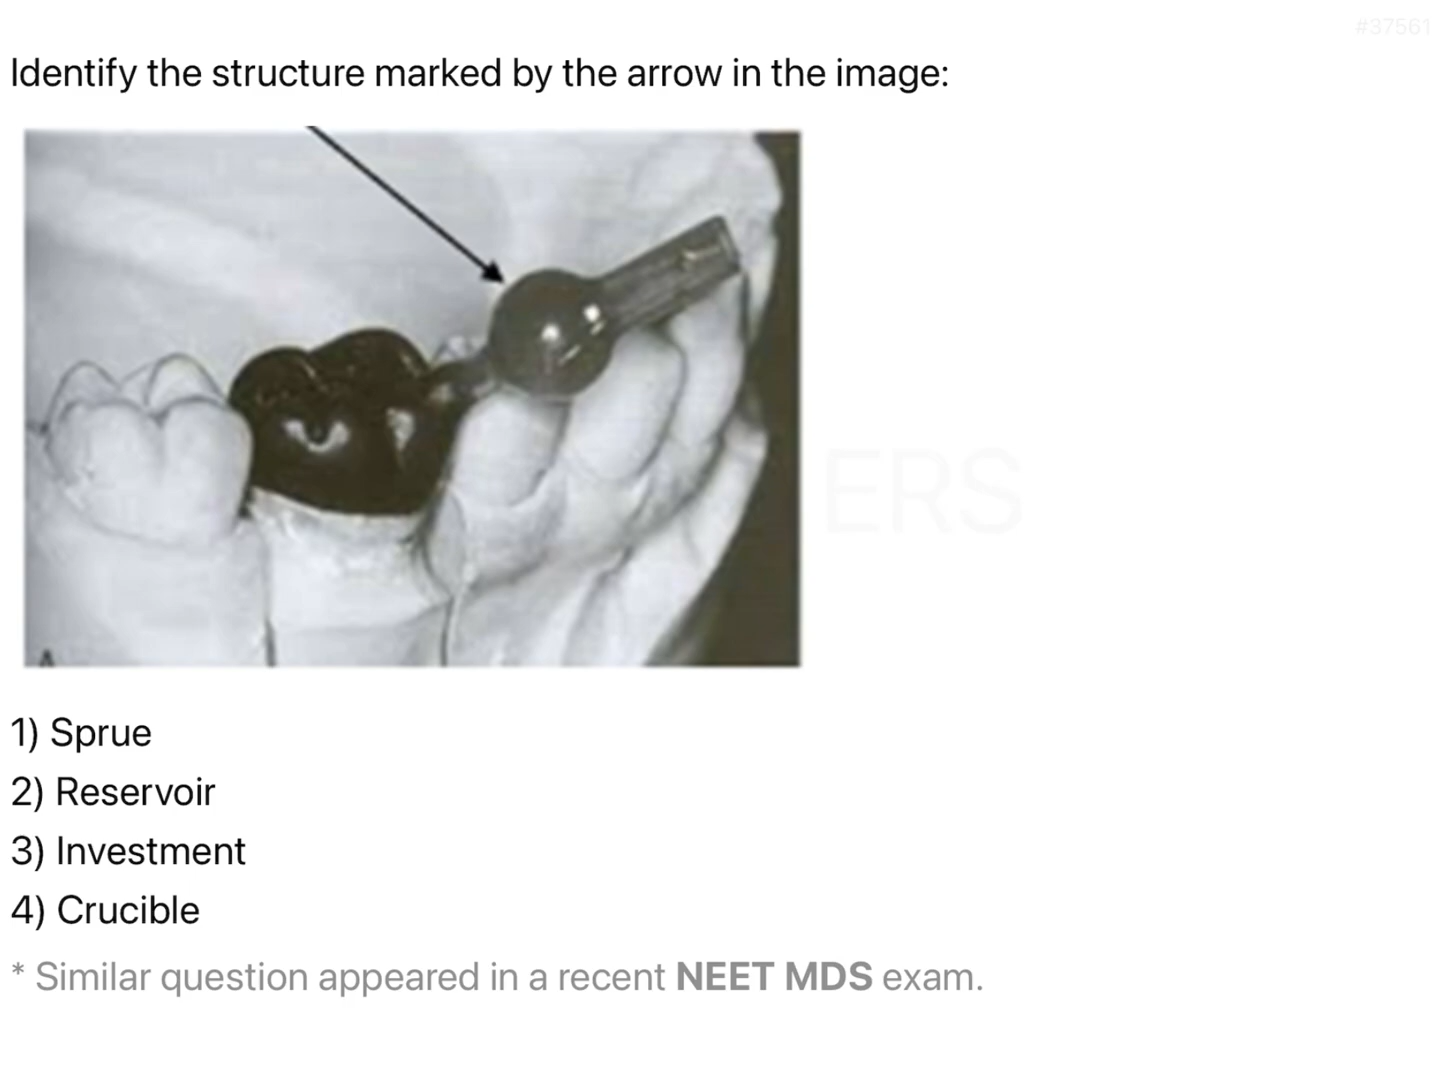 #37561
Identify the structure marked by the arrow in the image:
A
ERS
1) Sprue
2) Reservoir
3) Investment
4) Crucible
* Similar question appeared in a recent NEET MDS exam.